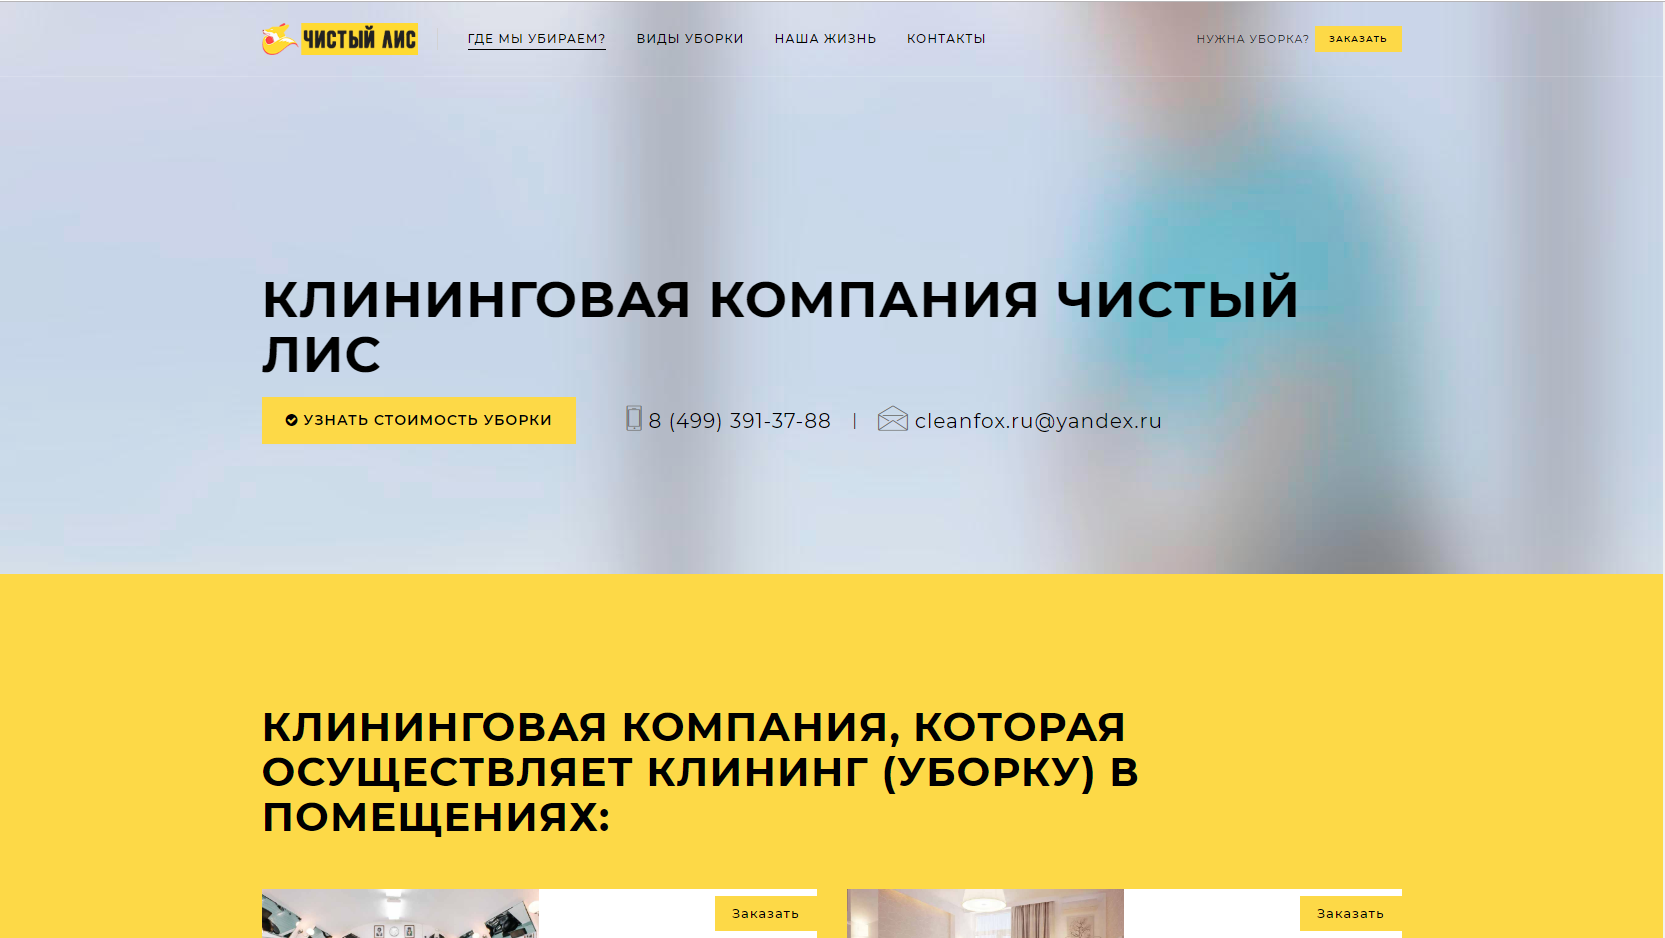 ЧИСТЫЙ ЛИС
ГДЕ МЫ УБИРАЕМ? ВИДЫ УБОРКИ НАША ЖИЗНЬ КОНТАКТЫ
НУЖНА УБОРКА? ЗАКАЗАТЬ
КЛИНИНГОВАЯ КОМПАНИЯ ЧИСТЫЙ
ЛИС
УЗНАТЬ СТОИМОСТЬ УБОРКИ
8 (499) 391-37-88 | cleanfox.ru@yandex.ru
КЛИНИНГОВАЯ КОМПАНИЯ, КОТОРАЯ
ОСУЩЕСТВЛЯЕТ КЛИНИНГ (УБОРКУ) В
ПОМЕЩЕНИЯХ:
Заказать
Заказать